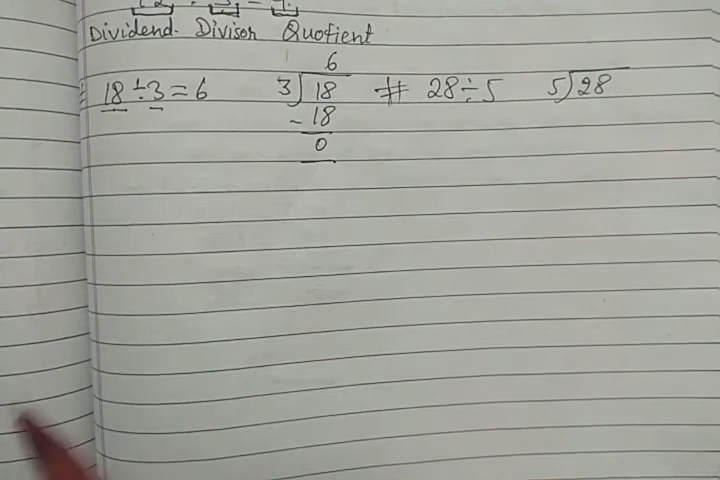 Dividend. Divisor Quotient
6
18 ÷ 3 = 6 3)18 # 28 ÷ 5 5)28
- 18
0